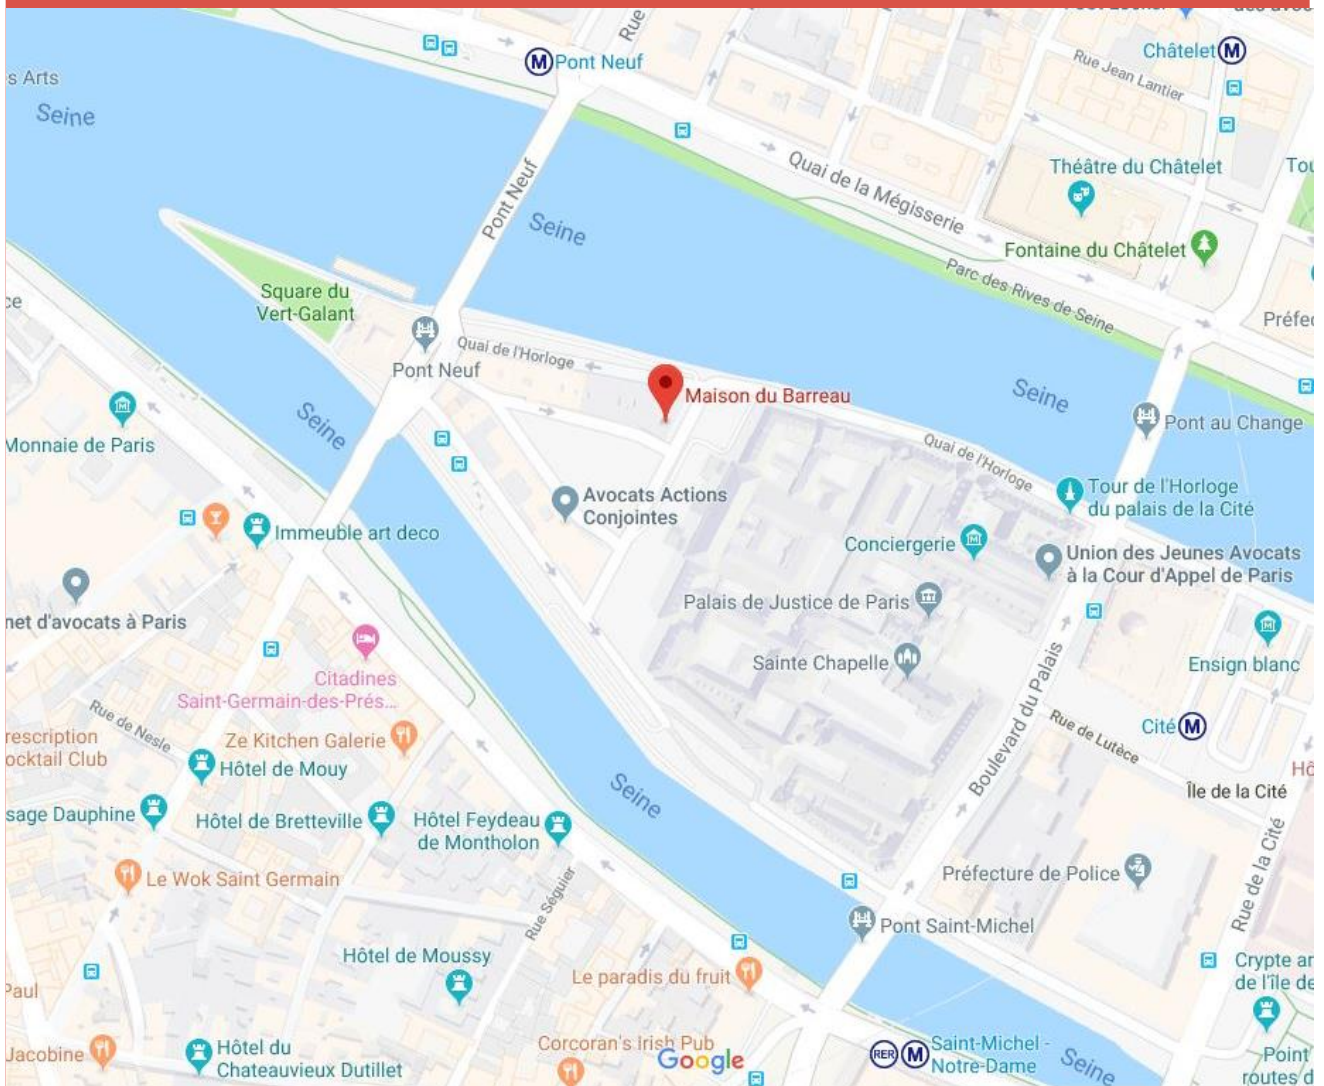 Rue
Pont Neuf
Châtelet
Rue Jean Lantier
s Arts
Seine
Quai de la Mégisserie
Théâtre du Châtelet
Tou
Pont Neuf
Seine
Fontaine du Châtelet
Parc des Rives de Seine
Square du
Vert-Galant
Préfec
ce
Quai de l'Horloge
Pont Neuf
Maison du Barreau
Seine
Pont au Change
Seine
Monnaie de Paris
Quai de l'Horloge
Avocats Actions
Conjointes
Tour de l'Horloge
du palais de la Cité
Immeuble art deco
Conciergerie
Union des Jeunes Avocats
à la Cour d'Appel de Paris
net d'avocats à Paris
Palais de Justice de Paris
Sainte Chapelle
Ensign blanc
Citadines
Saint-Germain-des-Prés...
Boulevard du Palais
Rue de Lutèce
Cité
Rue de Nesle
rescription
ocktail Club
Ze Kitchen Galerie
Hôtel de Mouy
Hô
Île de la Cité
Seine
sage Dauphine
Hôtel de Bretteville
Hôtel Feydeau
de Montholon
Le Wok Saint Germain
Rue Séguier
Préfecture de Police
Rue de la Cité
Pont Saint-Michel
Hôtel de Moussy
Le paradis du fruit
Crypte ar
de l'île de
Paul
Jacobine
Hôtel du
Chateauvieux Dutillet
Corcoran's Irish Pub
Google
RER
M
Saint-Michel -
Notre-Dame
Seine
Point
routes d